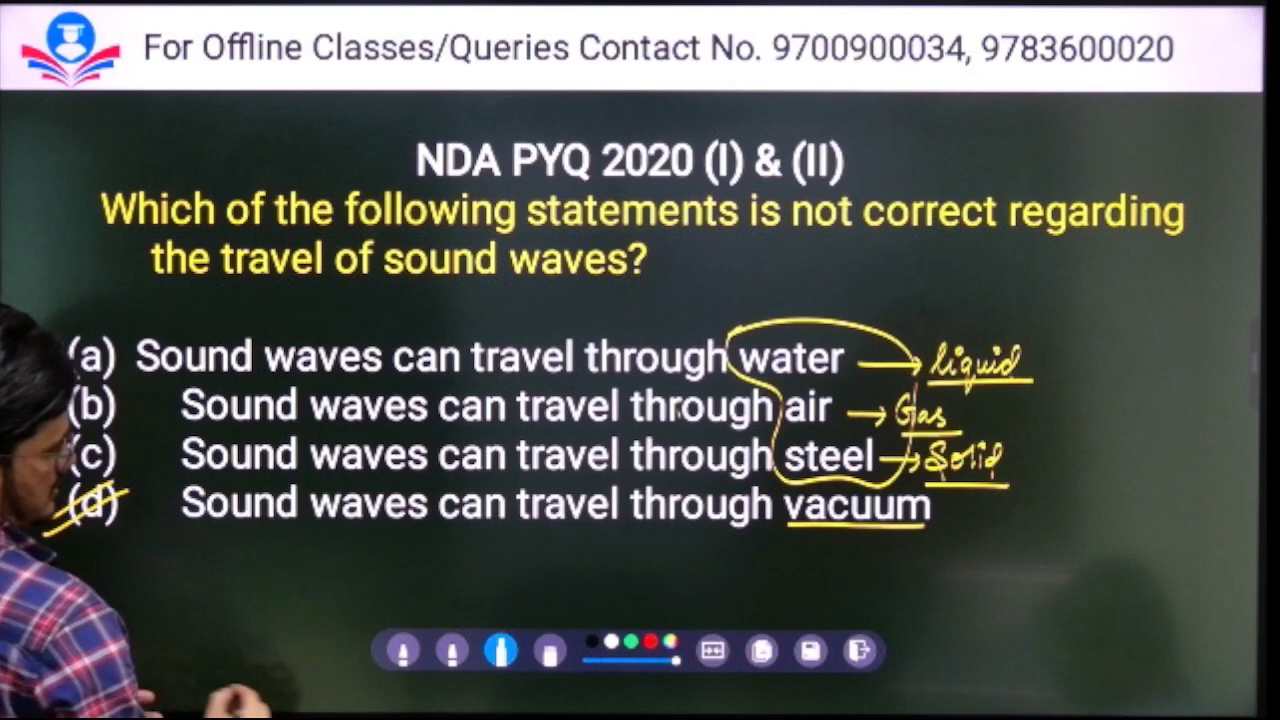 For Offline Classes/Queries Contact No. 9700900034, 9783600020
NDA PYQ 2020 (I) & (II)
Which of the following statements is not correct regarding
the travel of sound waves?
(a) Sound waves can travel through water → liquid
(b) Sound waves can travel through air → Gas
(c) Sound waves can travel through steel → Solid
(d) Sound waves can travel through vacuum